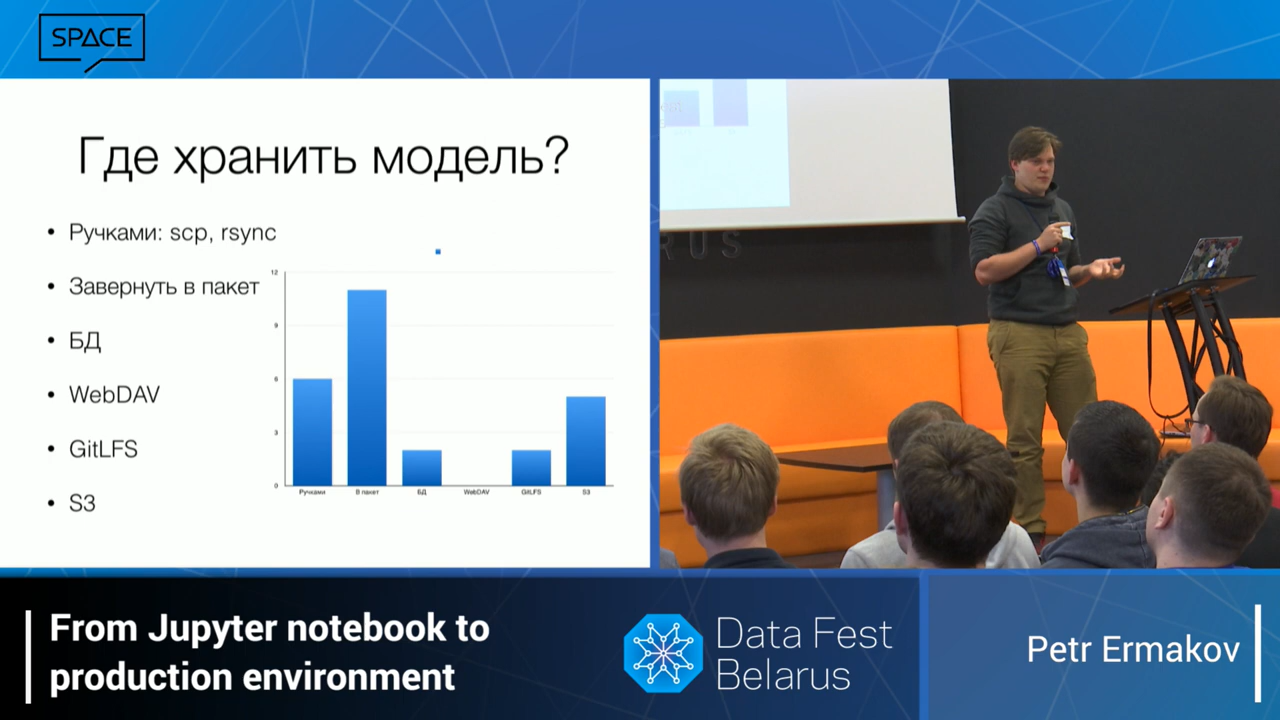 SPACE
Где хранить модель?
• Ручками: scp, rsync
• Завернуть в пакет
• БД
• WebDAV
• GitLFS
• S3
12
9
6
3
0
Ручками В пакет БД WebDAV GitLFS S3
RUS
From Jupyter notebook to
production environment
Data Fest
Belarus
Petr Ermakov